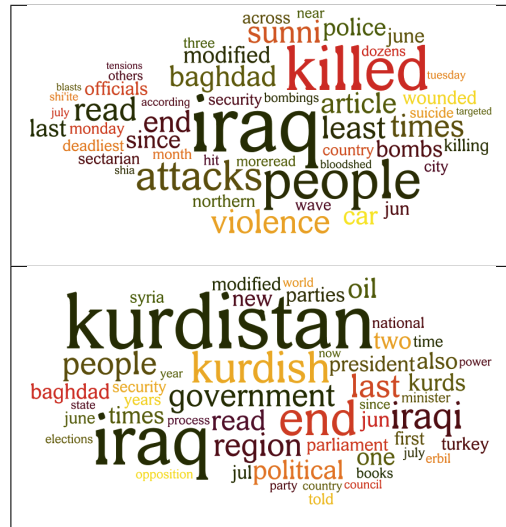 across near
sunni police june
three modified killed dozens
tensions others baghdad tuesday
blasts officials
shi'ite according security bombings article wounded
july read suicide targeted
last monday end iraq least times
deadliest since country bombs killing
sectarian month hit moreread bloodshed
shia attacks people city
northern wave jun
violence car
modified world
syria new parties oil
kurdistan national
two time
people kurdish now president also power
year
baghdad security government last kurds
state years since minister
june times process read end jun iraqi
elections iraq region parliament first turkey
july
opposition jul political one erbil
books
party country council
told